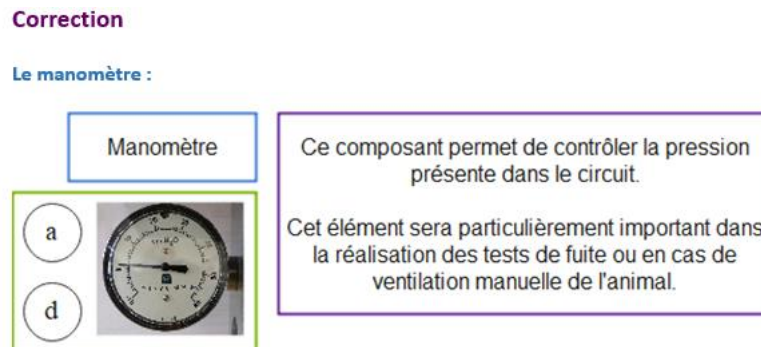 Correction
Le manomètre :
Manomètre
Ce composant permet de contrôler la pression
présente dans le circuit.
Cet élément sera particulièrement important dans
la réalisation des tests de fuite ou en cas de
ventilation manuelle de l'animal.
a
d